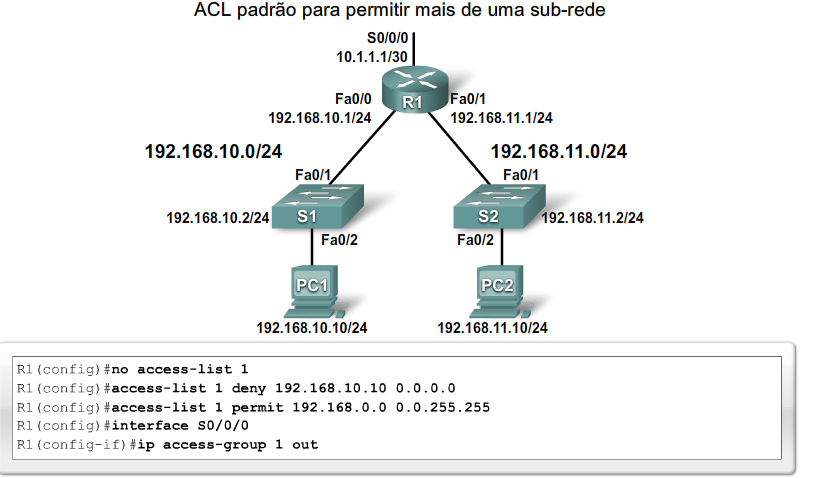 ACL padrão para permitir mais de uma sub-rede
S0/0/0
10.1.1.1/30
R1
Fa0/0
Fa0/1
192.168.10.1/24
192.168.11.1/24
192.168.10.0/24
192.168.11.0/24
Fa0/1
Fa0/1
192.168.10.2/24
S1
S2
192.168.11.2/24
Fa0/2
Fa0/2
PC1
PC2
192.168.10.10/24
192.168.11.10/24
R1(config)#no access-list 1
R1(config)#access-list 1 deny 192.168.10.10 0.0.0.0
R1(config)#access-list 1 permit 192.168.0.0 0.0.255.255
R1(config)#interface S0/0/0
R1(config-if)#ip access-group 1 out